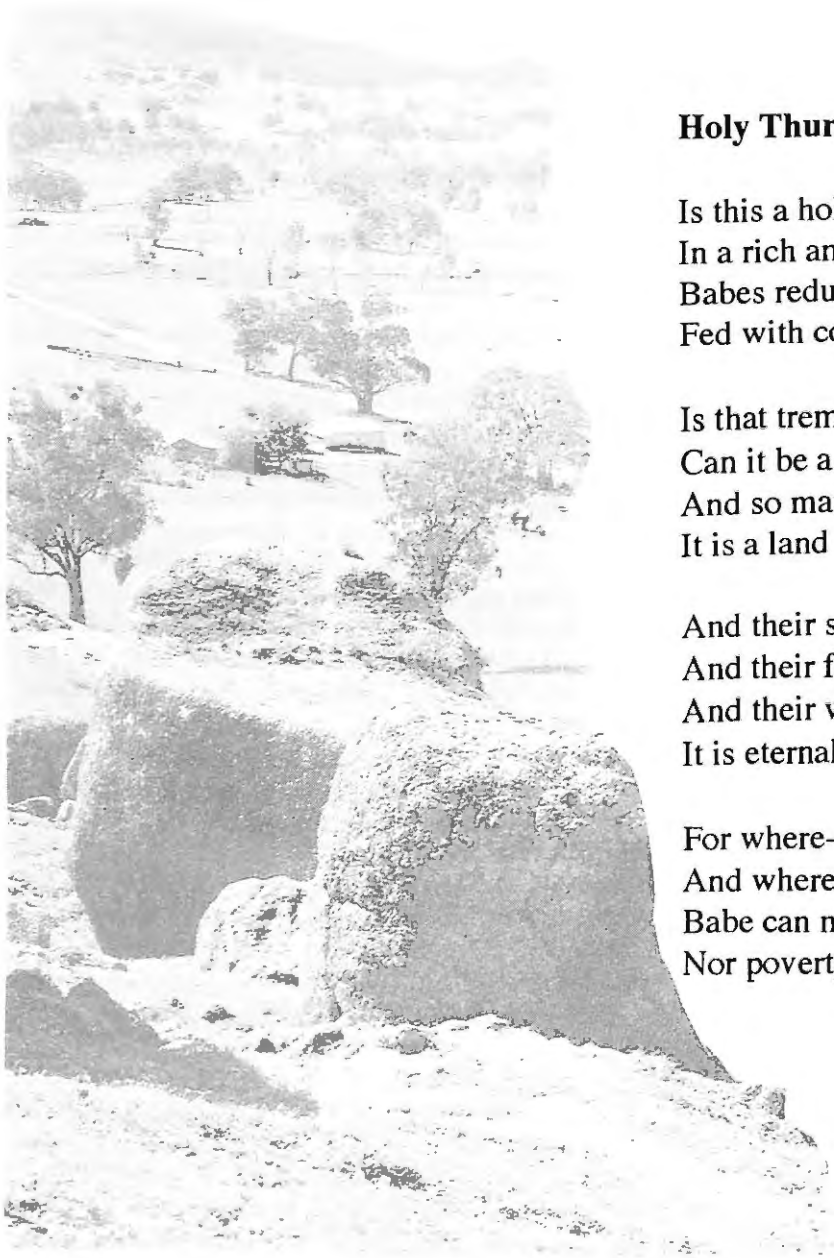 Holy Thur
Is this a ho
In a rich an
Babes redu
Fed with co
Is that trem
Can it be a
And so ma
It is a land
And their s
And their f
And their w
It is eternal
For where-
And where
Babe can n
Nor povert